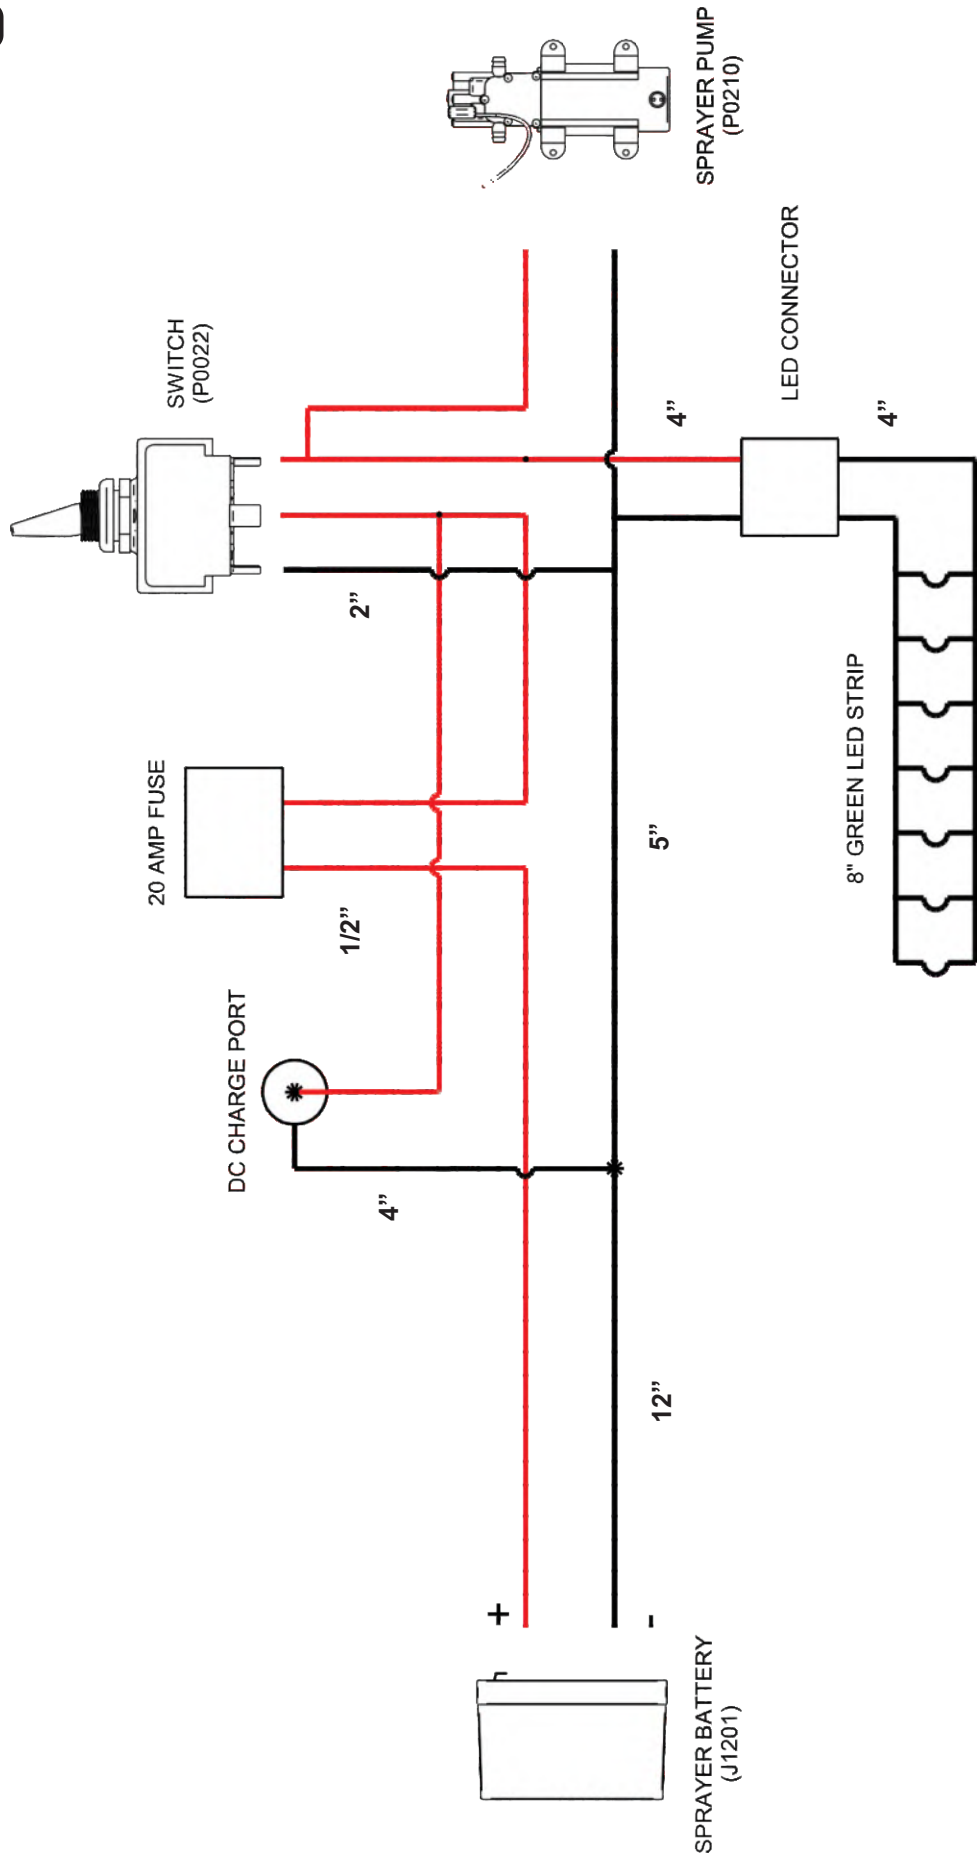 SWITCH
(P0022)
20 AMP FUSE
DC CHARGE PORT
2”
1/2”
4”
+
-
12”
5”
4”
4”
SPRAYER BATTERY
(J1201)
SPRAYER PUMP
(P0210)
LED CONNECTOR
8" GREEN LED STRIP